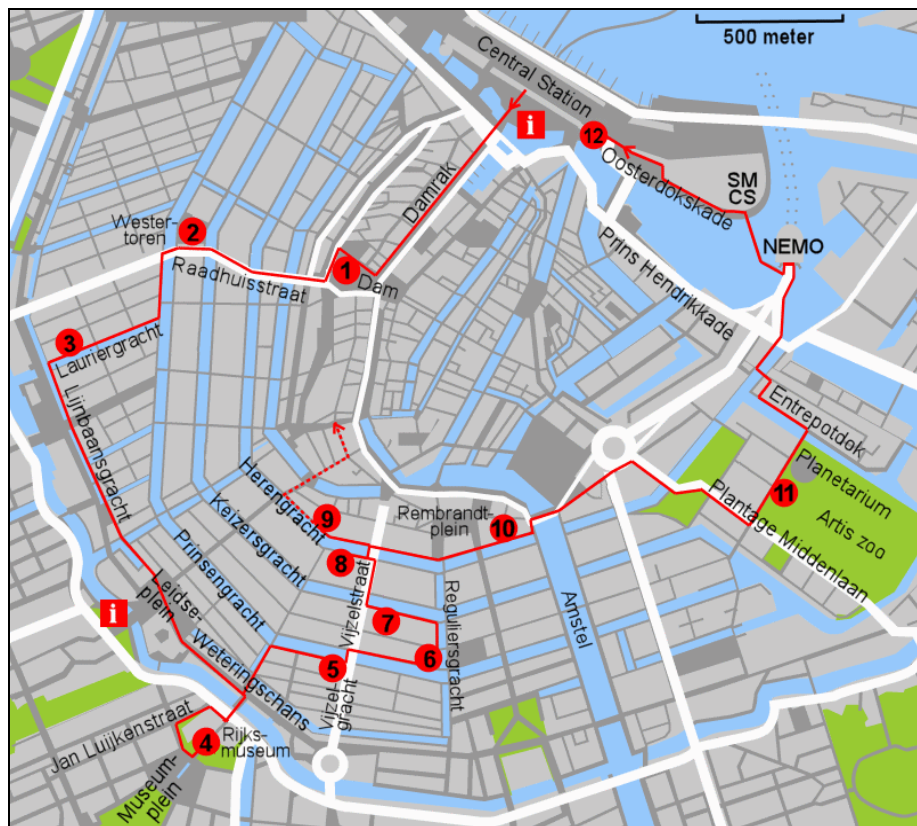 500 meter
Central Station
i
12
Oosterdokskade
SM
CS
NEMO
Damrak
Prins Hendrikkade
Wester-
toren
2
Raadhuisstraat
1
Dam
3
Lauriergracht
Lijnbaansgracht
Entrepotdok
Planetarium
11
Artis zoo
Plantage Middenlaan
Herengracht
9
Rembrandt-
plein
10
Keizersgracht
8
Prinsengracht
Vijzelstraat
7
Reguliersgracht
Amstel
Leidse-
plein
i
Weteringschans
5
6
Vijzel-
gracht
Jan Luijkenstraat
4
Rijks-
museum
Museum-
plein